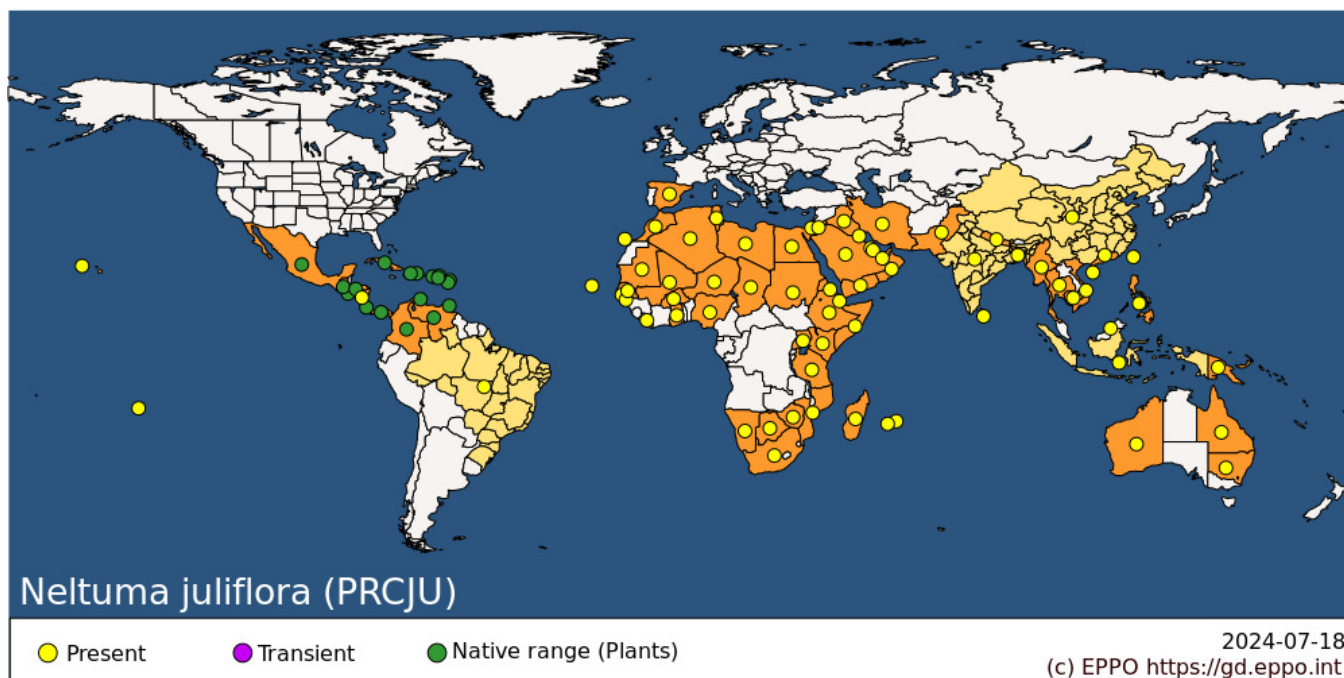 Neltuma juliflora (PRCJU)
Present
Transient
Native range (Plants)
2024-07-18
(c) EPPO https://gd.eppo.int